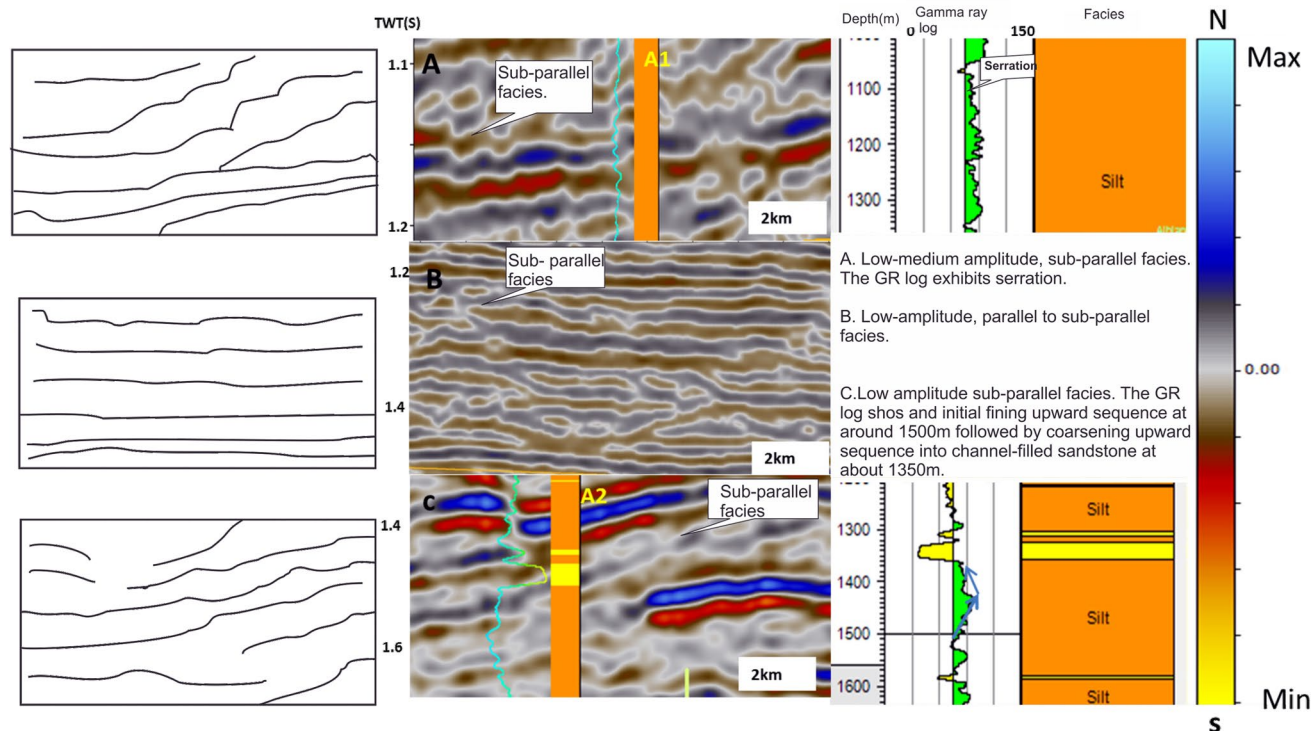 TWT(S)
Depth(m)
Gamma ray
log
0
150
Facies
N
Max
1.1
A
A1
Sub-parallel
facies.
Serration
1100
1200
1300
Silt
2km
1.2
Sub- parallel
facies
1.2
B
1.4
2km
A. Low-medium amplitude, sub-parallel facies.
The GR log exhibits serration.
B. Low-amplitude, parallel to sub-parallel
facies.
0.00
C.Low amplitude sub-parallel facies. The GR
log shos and initial fining upward sequence at
around 1500m followed by coarsening upward
sequence into channel-filled sandstone at
about 1350m.
C
A2
Sub-parallel
facies
1.4
1.6
2km
1300
1400
1500
1600
Silt
Silt
Silt
Min
S